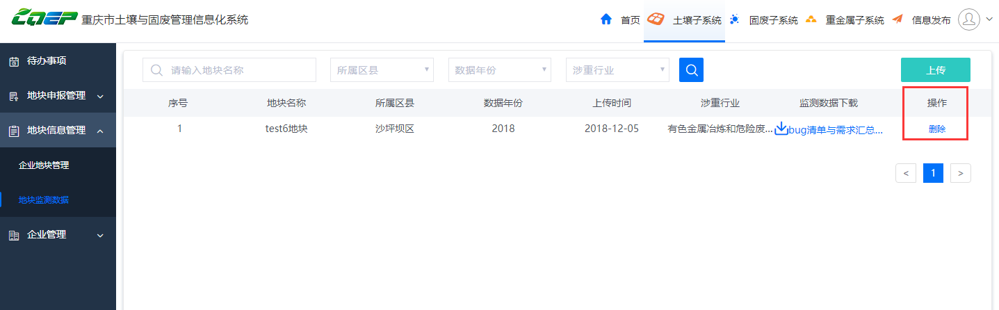 CQEP 重庆市土壤与固废管理信息化系统 首页 土壤子系统 固废子系统 重金属子系统 信息发布
待办事项
地块申报管理
地块信息管理
企业地块管理
地块监测数据
企业管理
请输入地块名称 所属区县 数据年份 涉重行业 上传
序号 地块名称 所属区县 数据年份 上传时间 涉重行业 监测数据下载 操作
1 test6地块 沙坪坝区 2018 2018-12-05 有色金属冶炼和危险废... bug清单与需求汇总... 删除
< 1 >